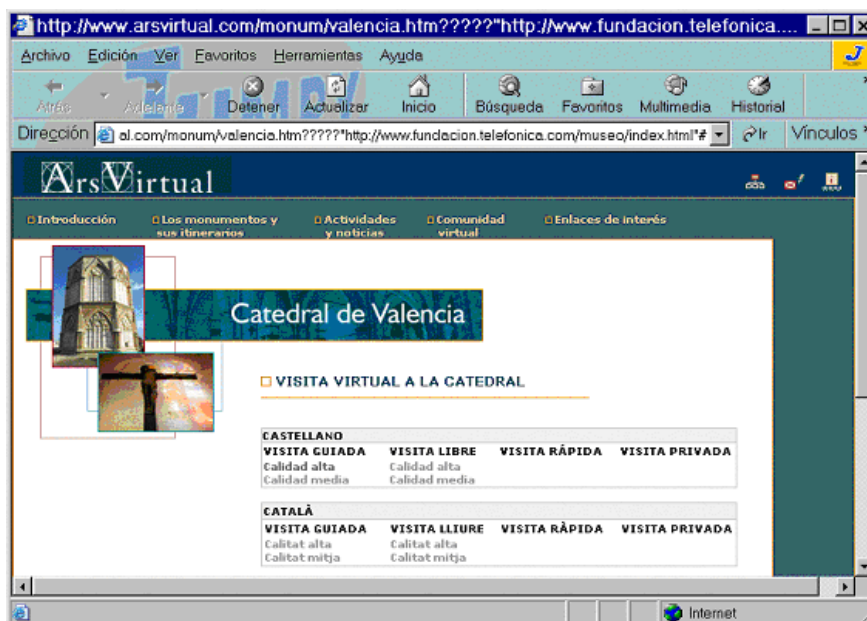 http://www.arsvirtual.com/monum/valencia.htm?????"http://www.fundacion.telefonica....
Archivo Edición Ver Favoritos Herramientas Ayuda
Atrás Adelante Detener Actualizar Inicio Búsqueda Favoritos Multimedia Historial
Dirección al.com/monum/valencia.htm?????"http://www.fundacion.telefonica.com/museo/index.html"# Ir Vínculos
ArsVirtual
Introducción Los monumentos y Actividades Comunidad Enlaces de interés
sus itinerarios y noticias virtual
Catedral de Valencia
VISITA VIRTUAL A LA CATEDRAL
CASTELLANO
VISITA GUIADA VISITA LIBRE VISITA RÁPIDA VISITA PRIVADA
Calidad alta Calidad alta
Calidad media Calidad media
CATALÀ
VISITA GUIADA VISITA LLIURE VISITA RÀPIDA VISITA PRIVADA
Calitat alta Calitat alta
Calitat mitja Calitat mitja
Internet